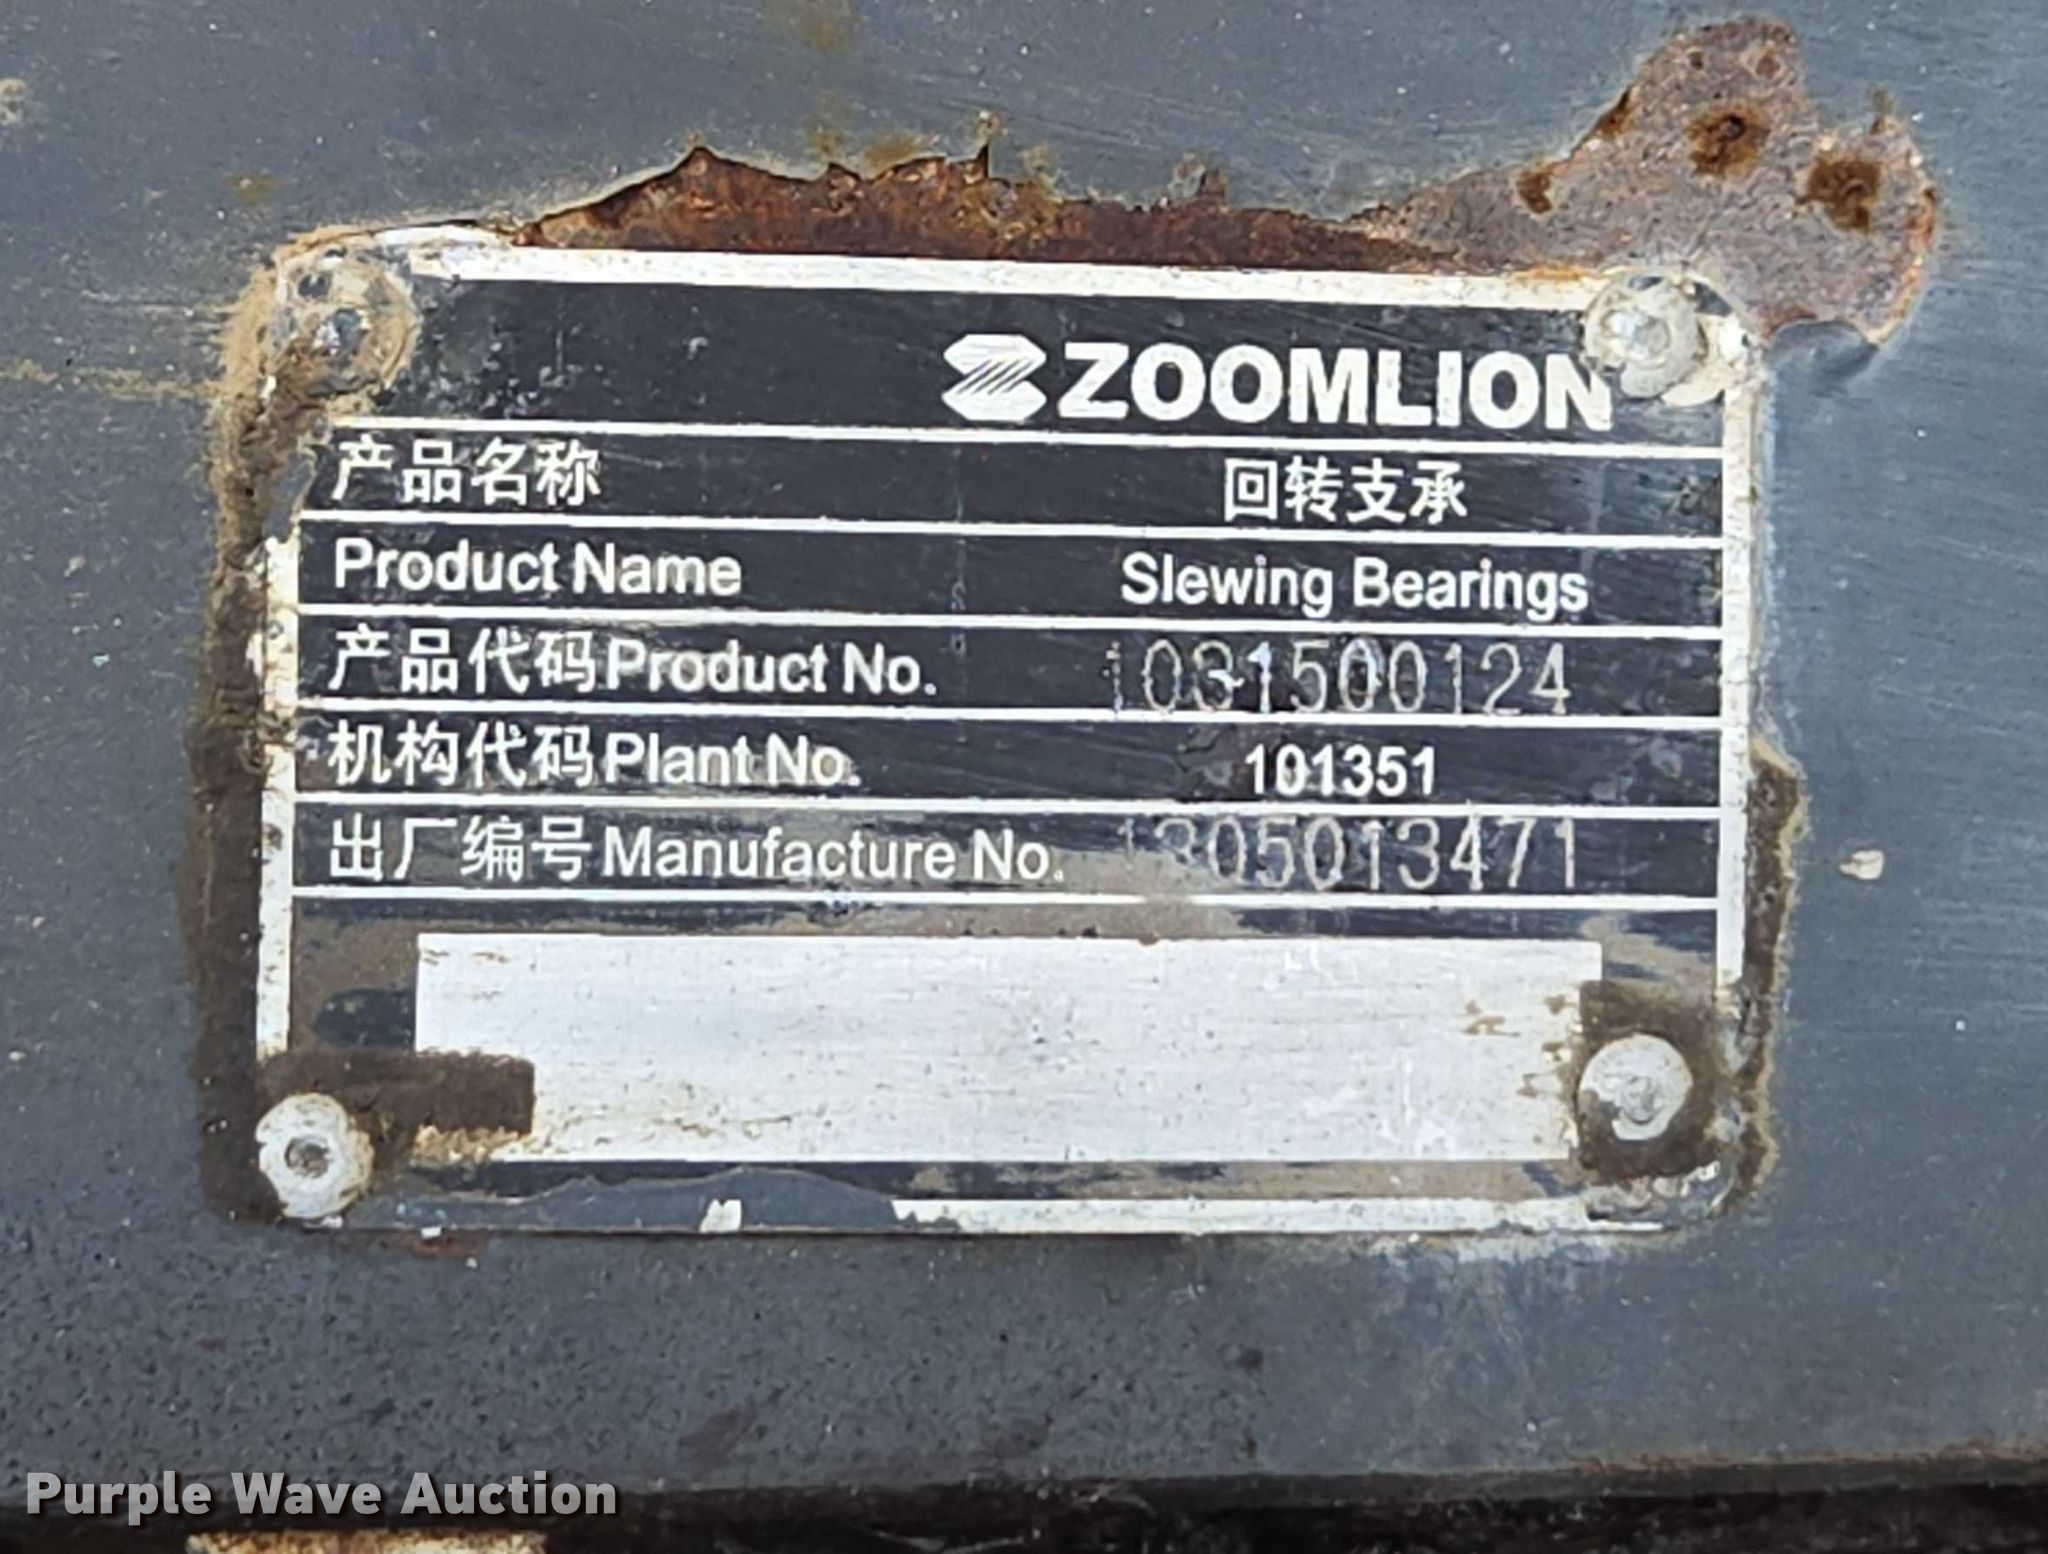 ZOOMLION
产品名称 回转支承
Product Name Slewing Bearings
产品代码Product No. 1031500124
机构代码Plant No. 101351
出厂编号Manufacture No. 1305013471
Purple Wave Auction